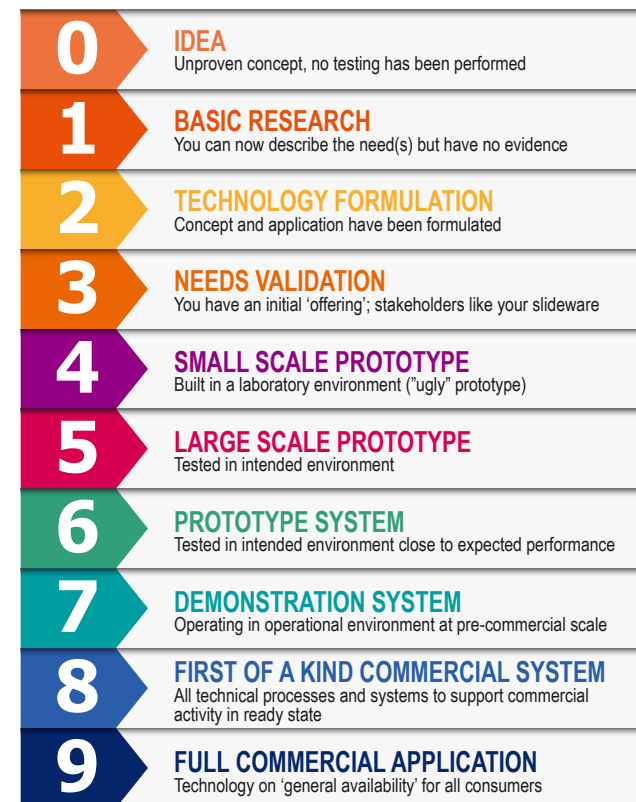 0
IDEA
Unproven concept, no testing has been performed
1
BASIC RESEARCH
You can now describe the need(s) but have no evidence
2
TECHNOLOGY FORMULATION
Concept and application have been formulated
3
NEEDS VALIDATION
You have an initial ‘offering’; stakeholders like your slideware
4
SMALL SCALE PROTOTYPE
Built in a laboratory environment (”ugly” prototype)
5
LARGE SCALE PROTOTYPE
Tested in intended environment
6
PROTOTYPE SYSTEM
Tested in intended environment close to expected performance
7
DEMONSTRATION SYSTEM
Operating in operational environment at pre-commercial scale
8
FIRST OF A KIND COMMERCIAL SYSTEM
All technical processes and systems to support commercial
activity in ready state
9
FULL COMMERCIAL APPLICATION
Technology on ‘general availability’ for all consumers